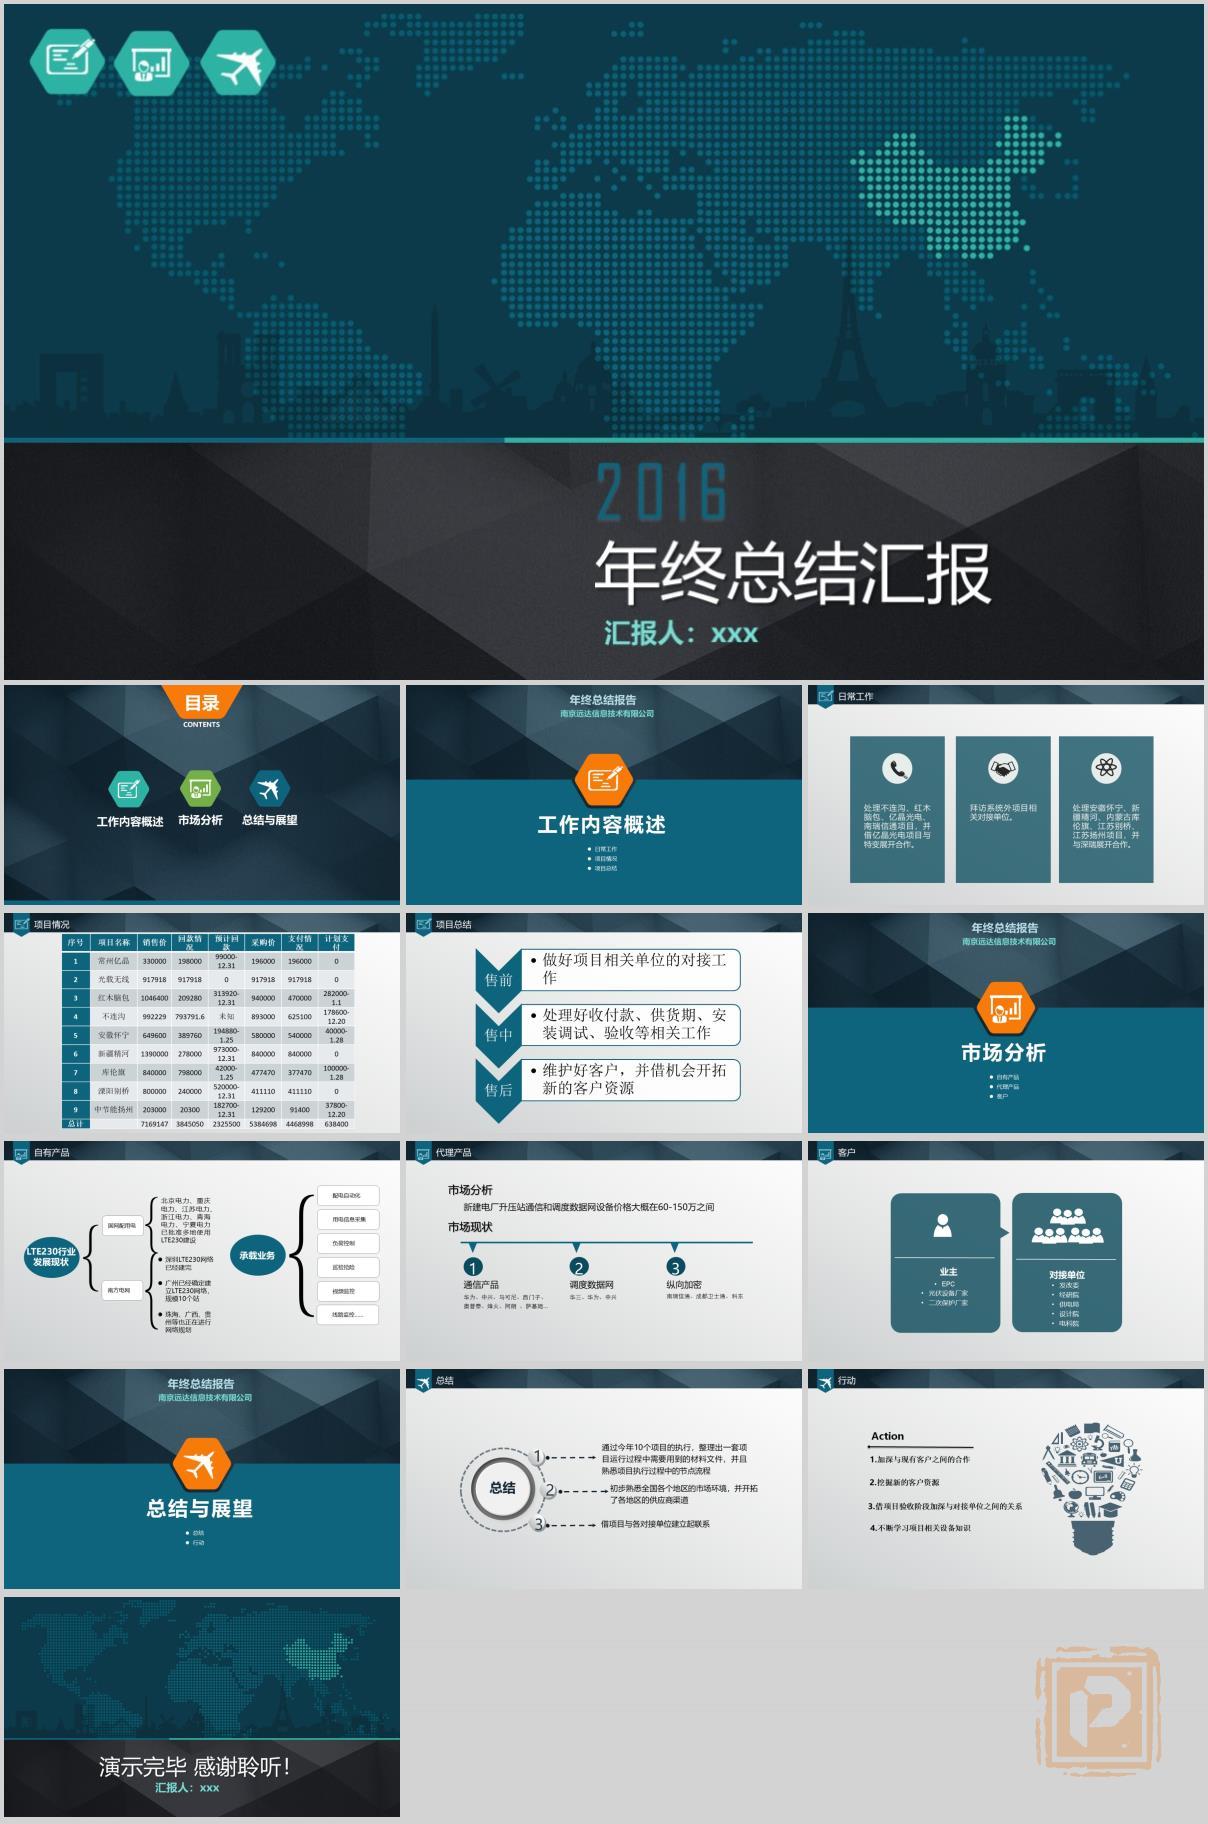 2016
年终总结汇报
汇报人：xxx
目录
CONTENTS
工作内容概述
市场分析
总结与展望
年终总结报告
南京远达信息技术有限公司
工作内容概述
日常工作
项目情况
项目总结
日常工作
处理不连沟、红木
脑包、亿晶光电、
南瑞信通项目，并
借亿晶光电项目与
特变展开合作。
拜访系统外项目相
关对接单位。
处理安徽怀宁、新
疆精河、内蒙古库
伦旗、江苏别桥、
江苏扬州项目，并
与深瑞展开合作。
项目情况
序号 项目名称 销售价 回款情况 预计回款 采购价 支付情况 计划支付
1 常州亿晶 330000 198000 99000-12.31 196000 196000 0
2 光载无线 917918 917918 0 917918 917918 0
3 红木脑包 1046400 209280 313920-12.31 940000 470000 282000-1.1
4 不连沟 992229 793791.6 未知 893000 625100 178600-12.20
5 安徽怀宁 649600 389760 194880-1.25 580000 540000 40000-1.28
6 新疆精河 1390000 278000 973000-12.31 840000 840000 0
7 库伦旗 840000 798000 42000-1.25 477470 377470 100000-1.28
8 溧阳别桥 800000 240000 520000-12.31 411110 411110 0
9 中节能扬州 203000 20300 182700-12.31 129200 91400 37800-12.20
总计 7169147 3845050 2325500 5384698 4468998 638400
项目总结
售前
• 做好项目相关单位的对接工
作
售中
• 处理好收付款、供货期、安
装调试、验收等相关工作
售后
• 维护好客户，并借机会开拓
新的客户资源
年终总结报告
南京远达信息技术有限公司
市场分析
自有产品
代理产品
客户
自有产品
LTE230行业
发展现状
国网配用电
南方电网
北京电力、重庆
电力、江苏电力、
浙江电力、青海
电力、宁夏电力
已批准多地使用
LTE230建设
深圳LTE230网络
已经建完
广州已经确定建
立LTE230网络，
规模10个站
珠海、广西、贵
州等也正在进行
网络规划
承载业务
配电自动化
用电信息采集
负荷控制
巡检抢险
视频监控
线路监控......
代理产品
市场分析
新建电厂升压站通信和调度数据网设备价格大概在60-150万之间
市场现状
1
通信产品
华为、中兴、马可尼、西门子、
奥普泰、烽火、阿朗、萨基姆...
2
调度数据网
华三、华为、中兴
3
纵向加密
南瑞信通、成都卫士通、科东
客户
业主
• EPC
• 光伏设备厂家
• 二次保护厂家
对接单位
• 发改委
• 经研院
• 供电局
• 设计院
• 电科院
年终总结报告
南京远达信息技术有限公司
总结与展望
总结
行动
总结
总结
1
通过今年10个项目的执行，整理出一套项
目运行过程中需要用到的材料文件，并且
熟悉项目执行过程中的节点流程
2
初步熟悉全国各个地区的市场环境，并开拓
了各地区的供应商渠道
3
借项目与各对接单位建立起联系
行动
Action
1.加深与现有客户之间的合作
2.挖掘新的客户资源
3.借项目验收阶段加深与对接单位之间的关系
4.不断学习项目相关设备知识
演示完毕 感谢聆听！
汇报人：xxx